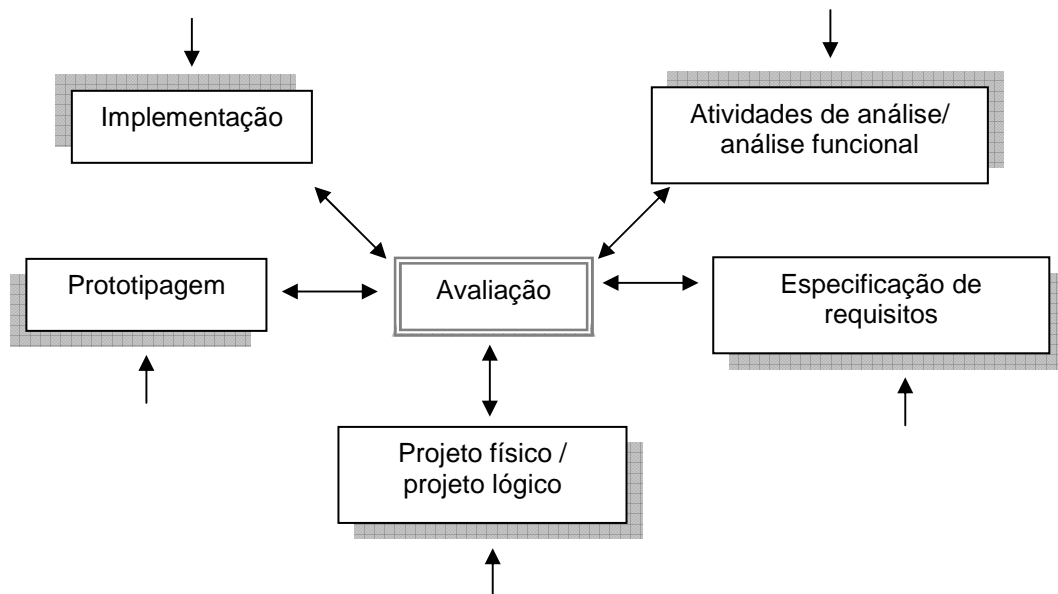 Implementação
Atividades de análise/
análise funcional
Prototipagem
Avaliação
Especificação de
requisitos
Projeto físico /
projeto lógico